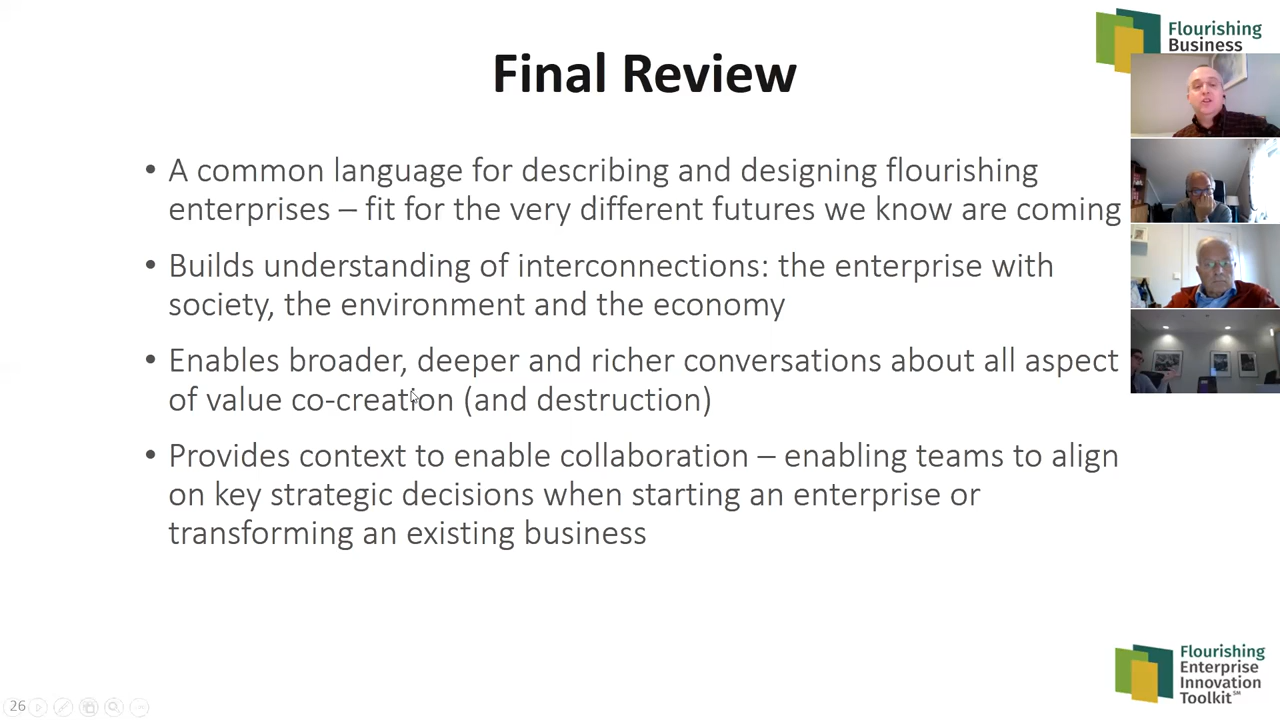 Final Review
Flourishing
Business
• A common language for describing and designing flourishing
enterprises – fit for the very different futures we know are coming
• Builds understanding of interconnections: the enterprise with
society, the environment and the economy
• Enables broader, deeper and richer conversations about all aspect
of value co-creation (and destruction)
• Provides context to enable collaboration – enabling teams to align
on key strategic decisions when starting an enterprise or
transforming an existing business
Flourishing
Enterprise
Innovation
Toolkit℠
26